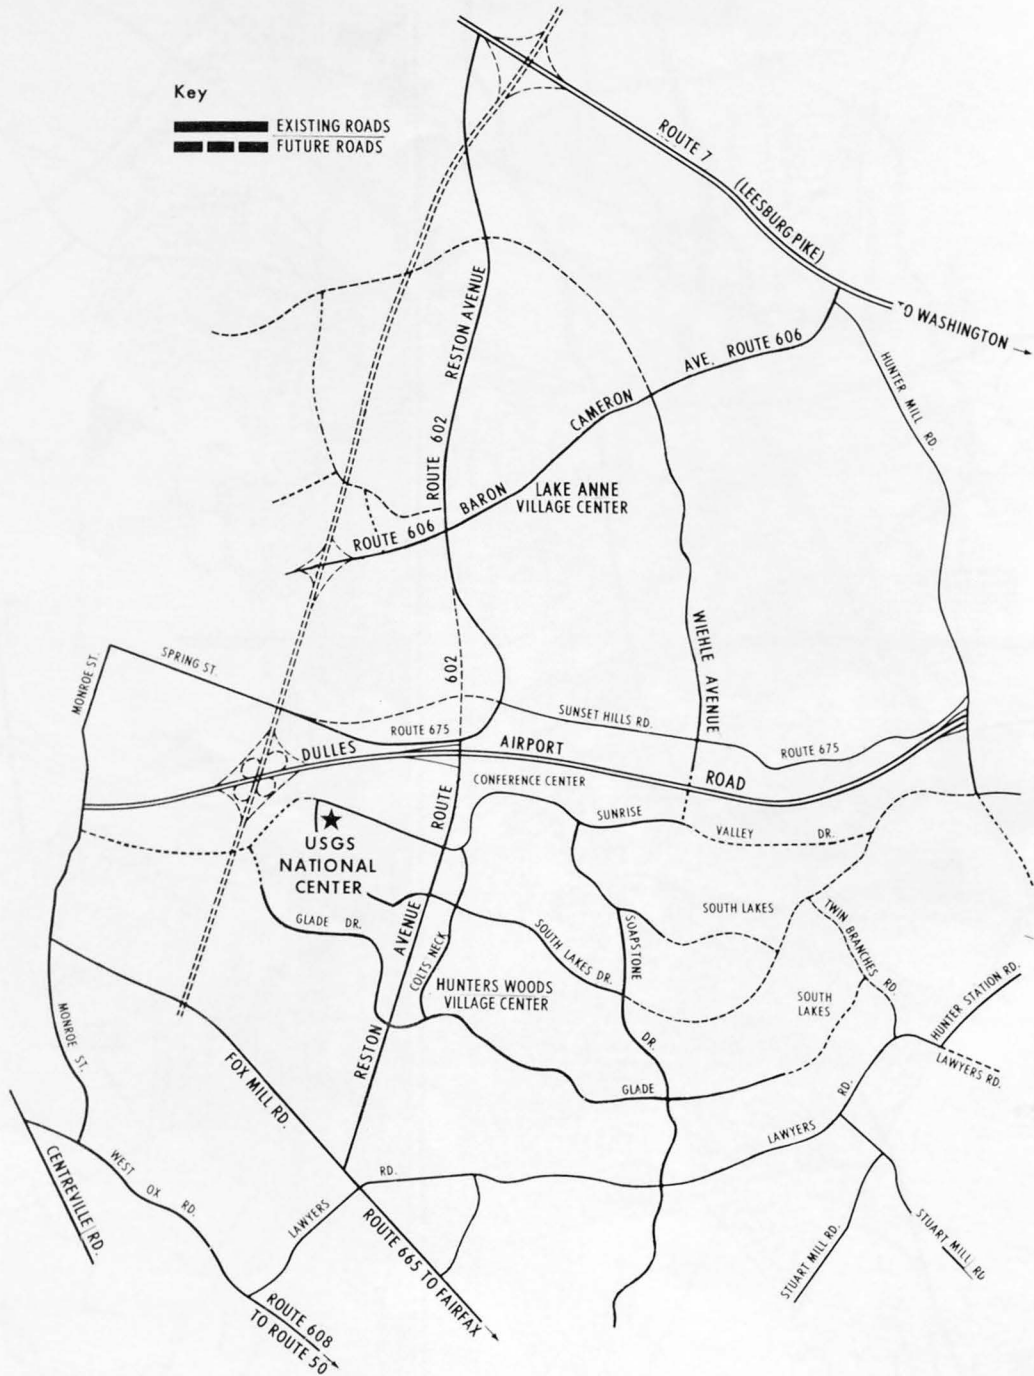 Key
EXISTING ROADS
FUTURE ROADS
ROUTE 7
(LEESBURG PIKE)
TO WASHINGTON
RESTON AVENUE
ROUTE 602
AVE. ROUTE 606
CAMERON
BARON
HUNTER MILL RD.
LAKE ANNE
VILLAGE CENTER
ROUTE 606
WIEHLE AVENUE
MONROE ST.
SPRING ST.
602
SUNSET HILLS RD.
ROUTE 675
ROUTE 675
DULLES
AIRPORT
ROAD
CONFERENCE CENTER
ROUTE
SUNRISE
VALLEY
DR.
USGS
NATIONAL
CENTER
GLADE DR.
AVENUE
COLTS NECK
SOUTH LAKES DR.
SOAPSTONE
SOUTH LAKES
TWIN BRANCHES RD
HUNTERS WOODS
VILLAGE CENTER
SOUTH
LAKES
HUNTER STATION RD.
LAWYERS RD.
MONROE ST.
RESTON
DR.
FOX MILL RD.
GLADE
RD.
LAWYERS
CENTREVILLE RD.
WEST
OX
RD.
LAWYERS
RD.
ROUTE 665 TO FAIRFAX
STUART MILL RD.
STUART MILL RD
ROUTE 608
TO ROUTE 50